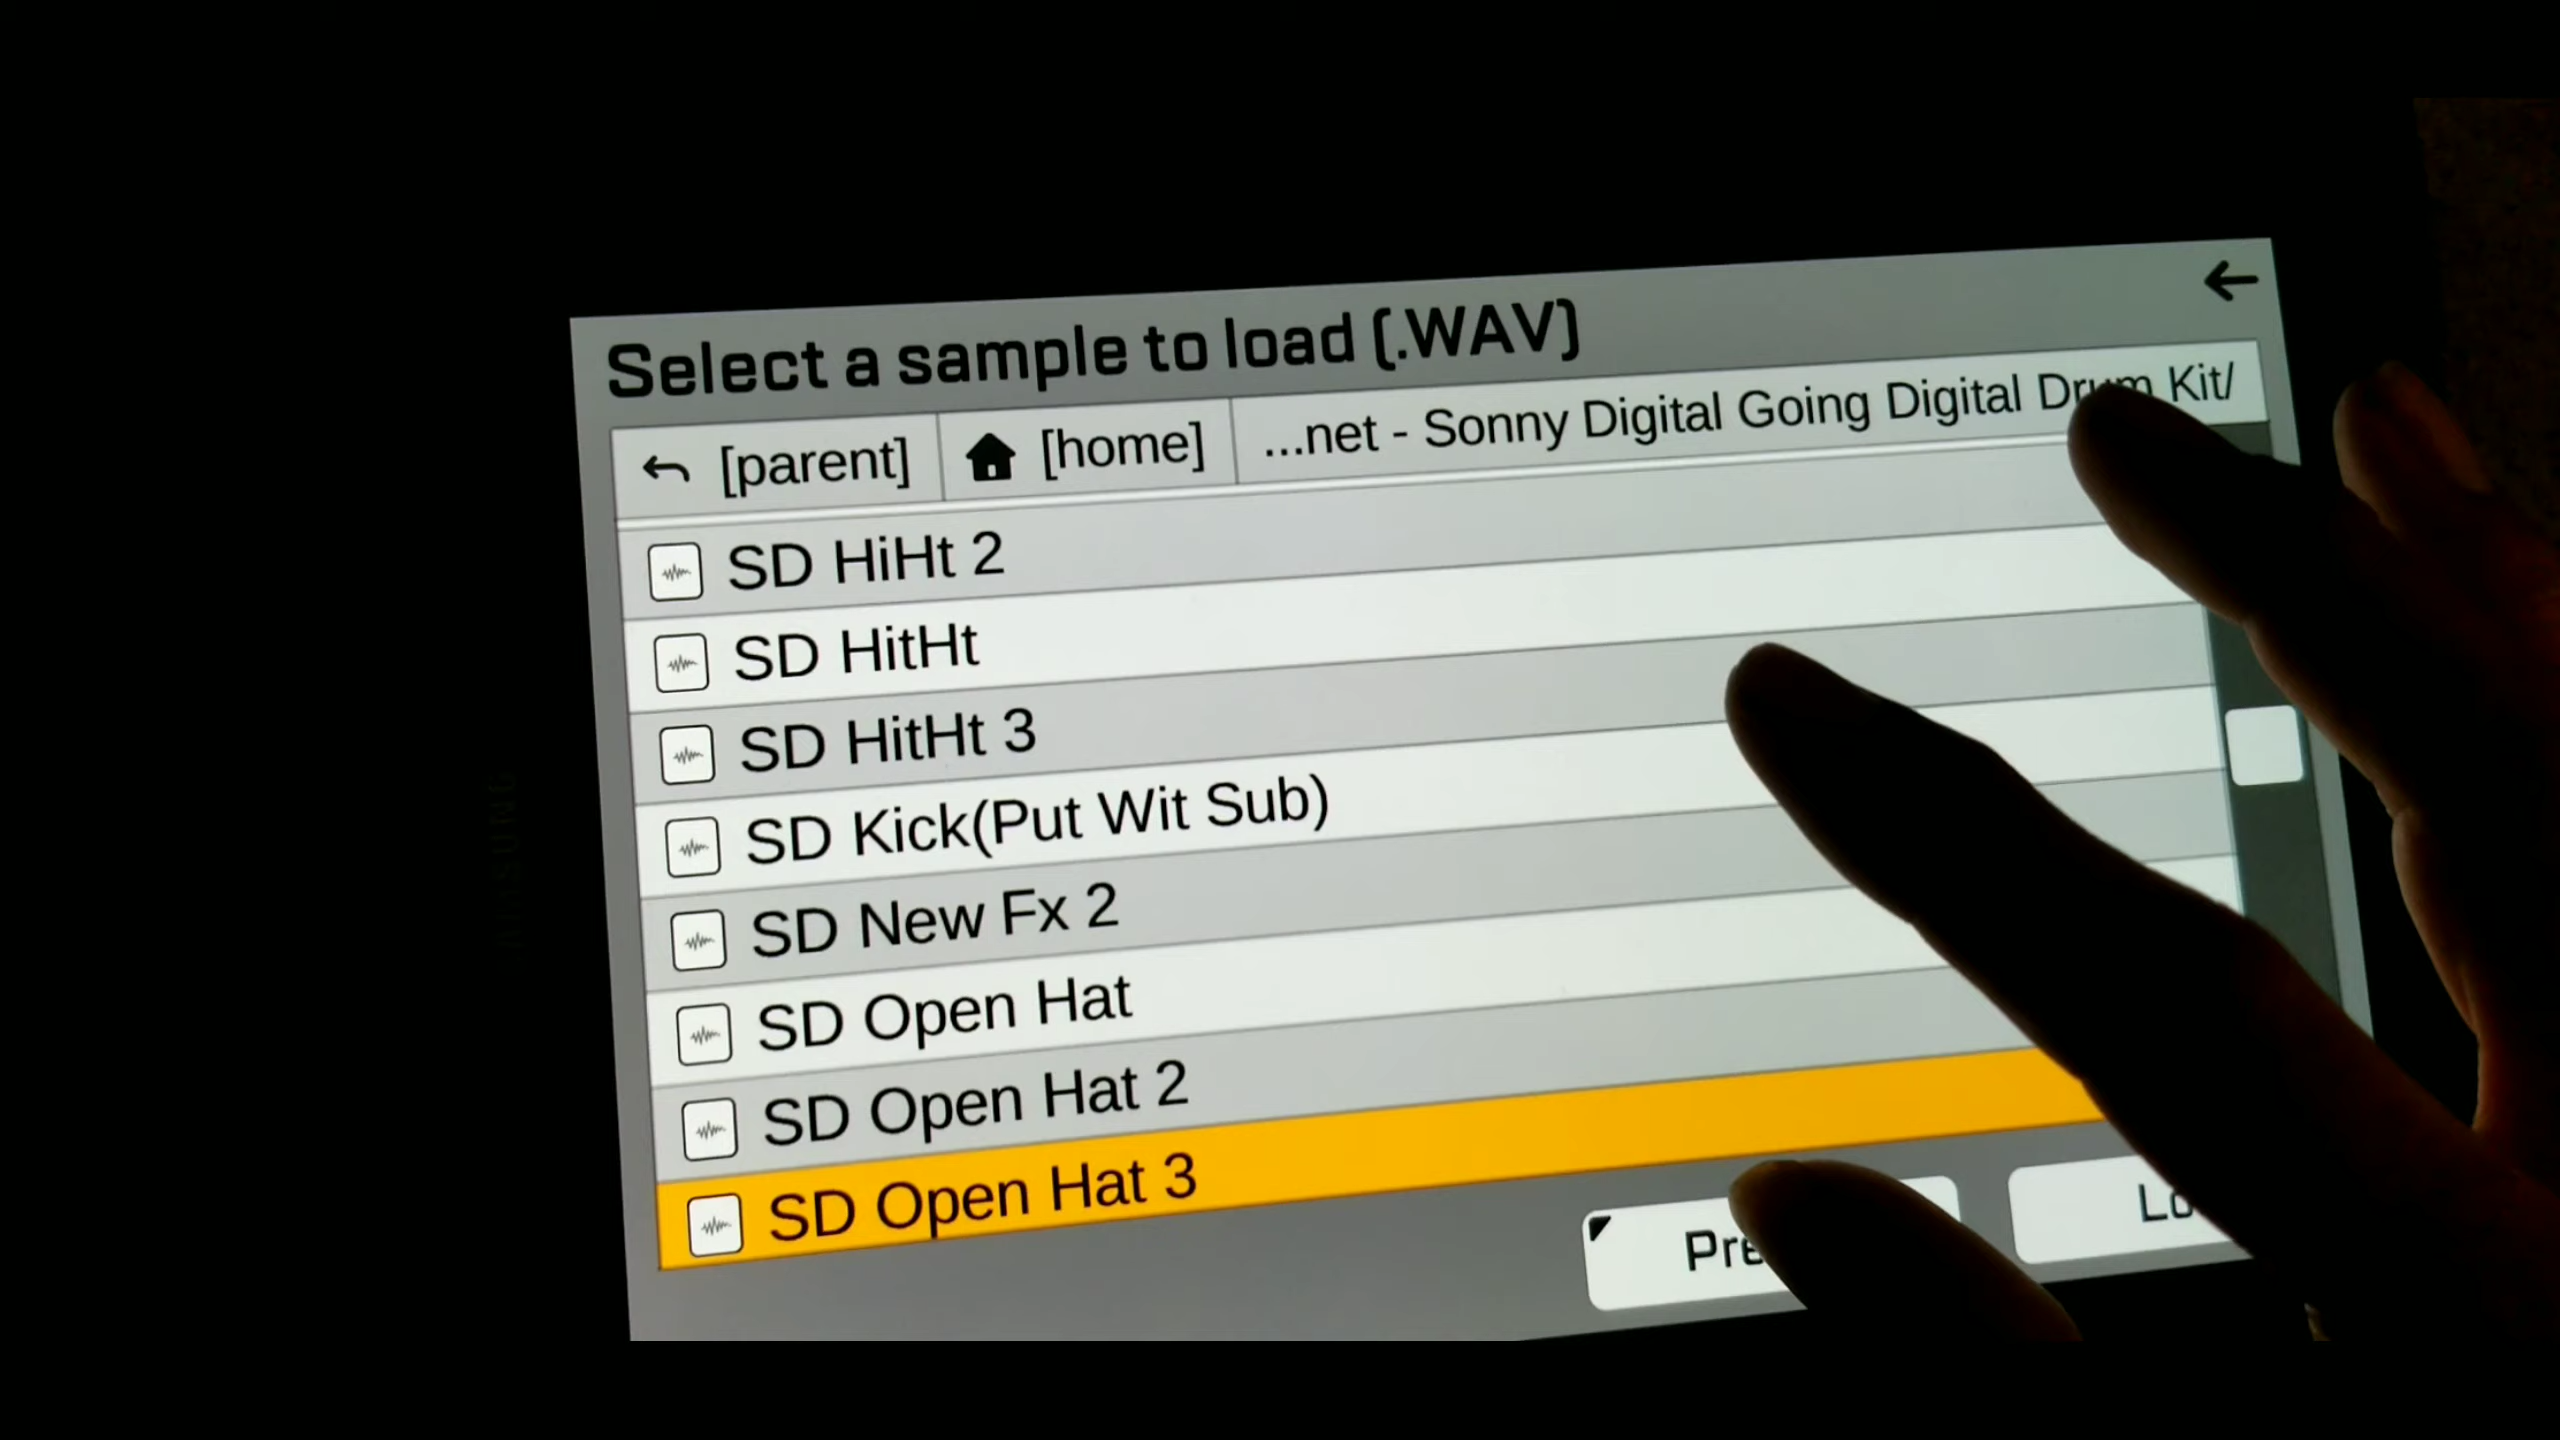 Select a sample to load (.WAV)
[parent] [home] ...net - Sonny Digital Going Digital Drum Kit/
SD HiHt 2
SD HitHt
SD HitHt 3
SD Kick(Put Wit Sub)
SD New Fx 2
SD Open Hat
SD Open Hat 2
SD Open Hat 3
SAMSUNG